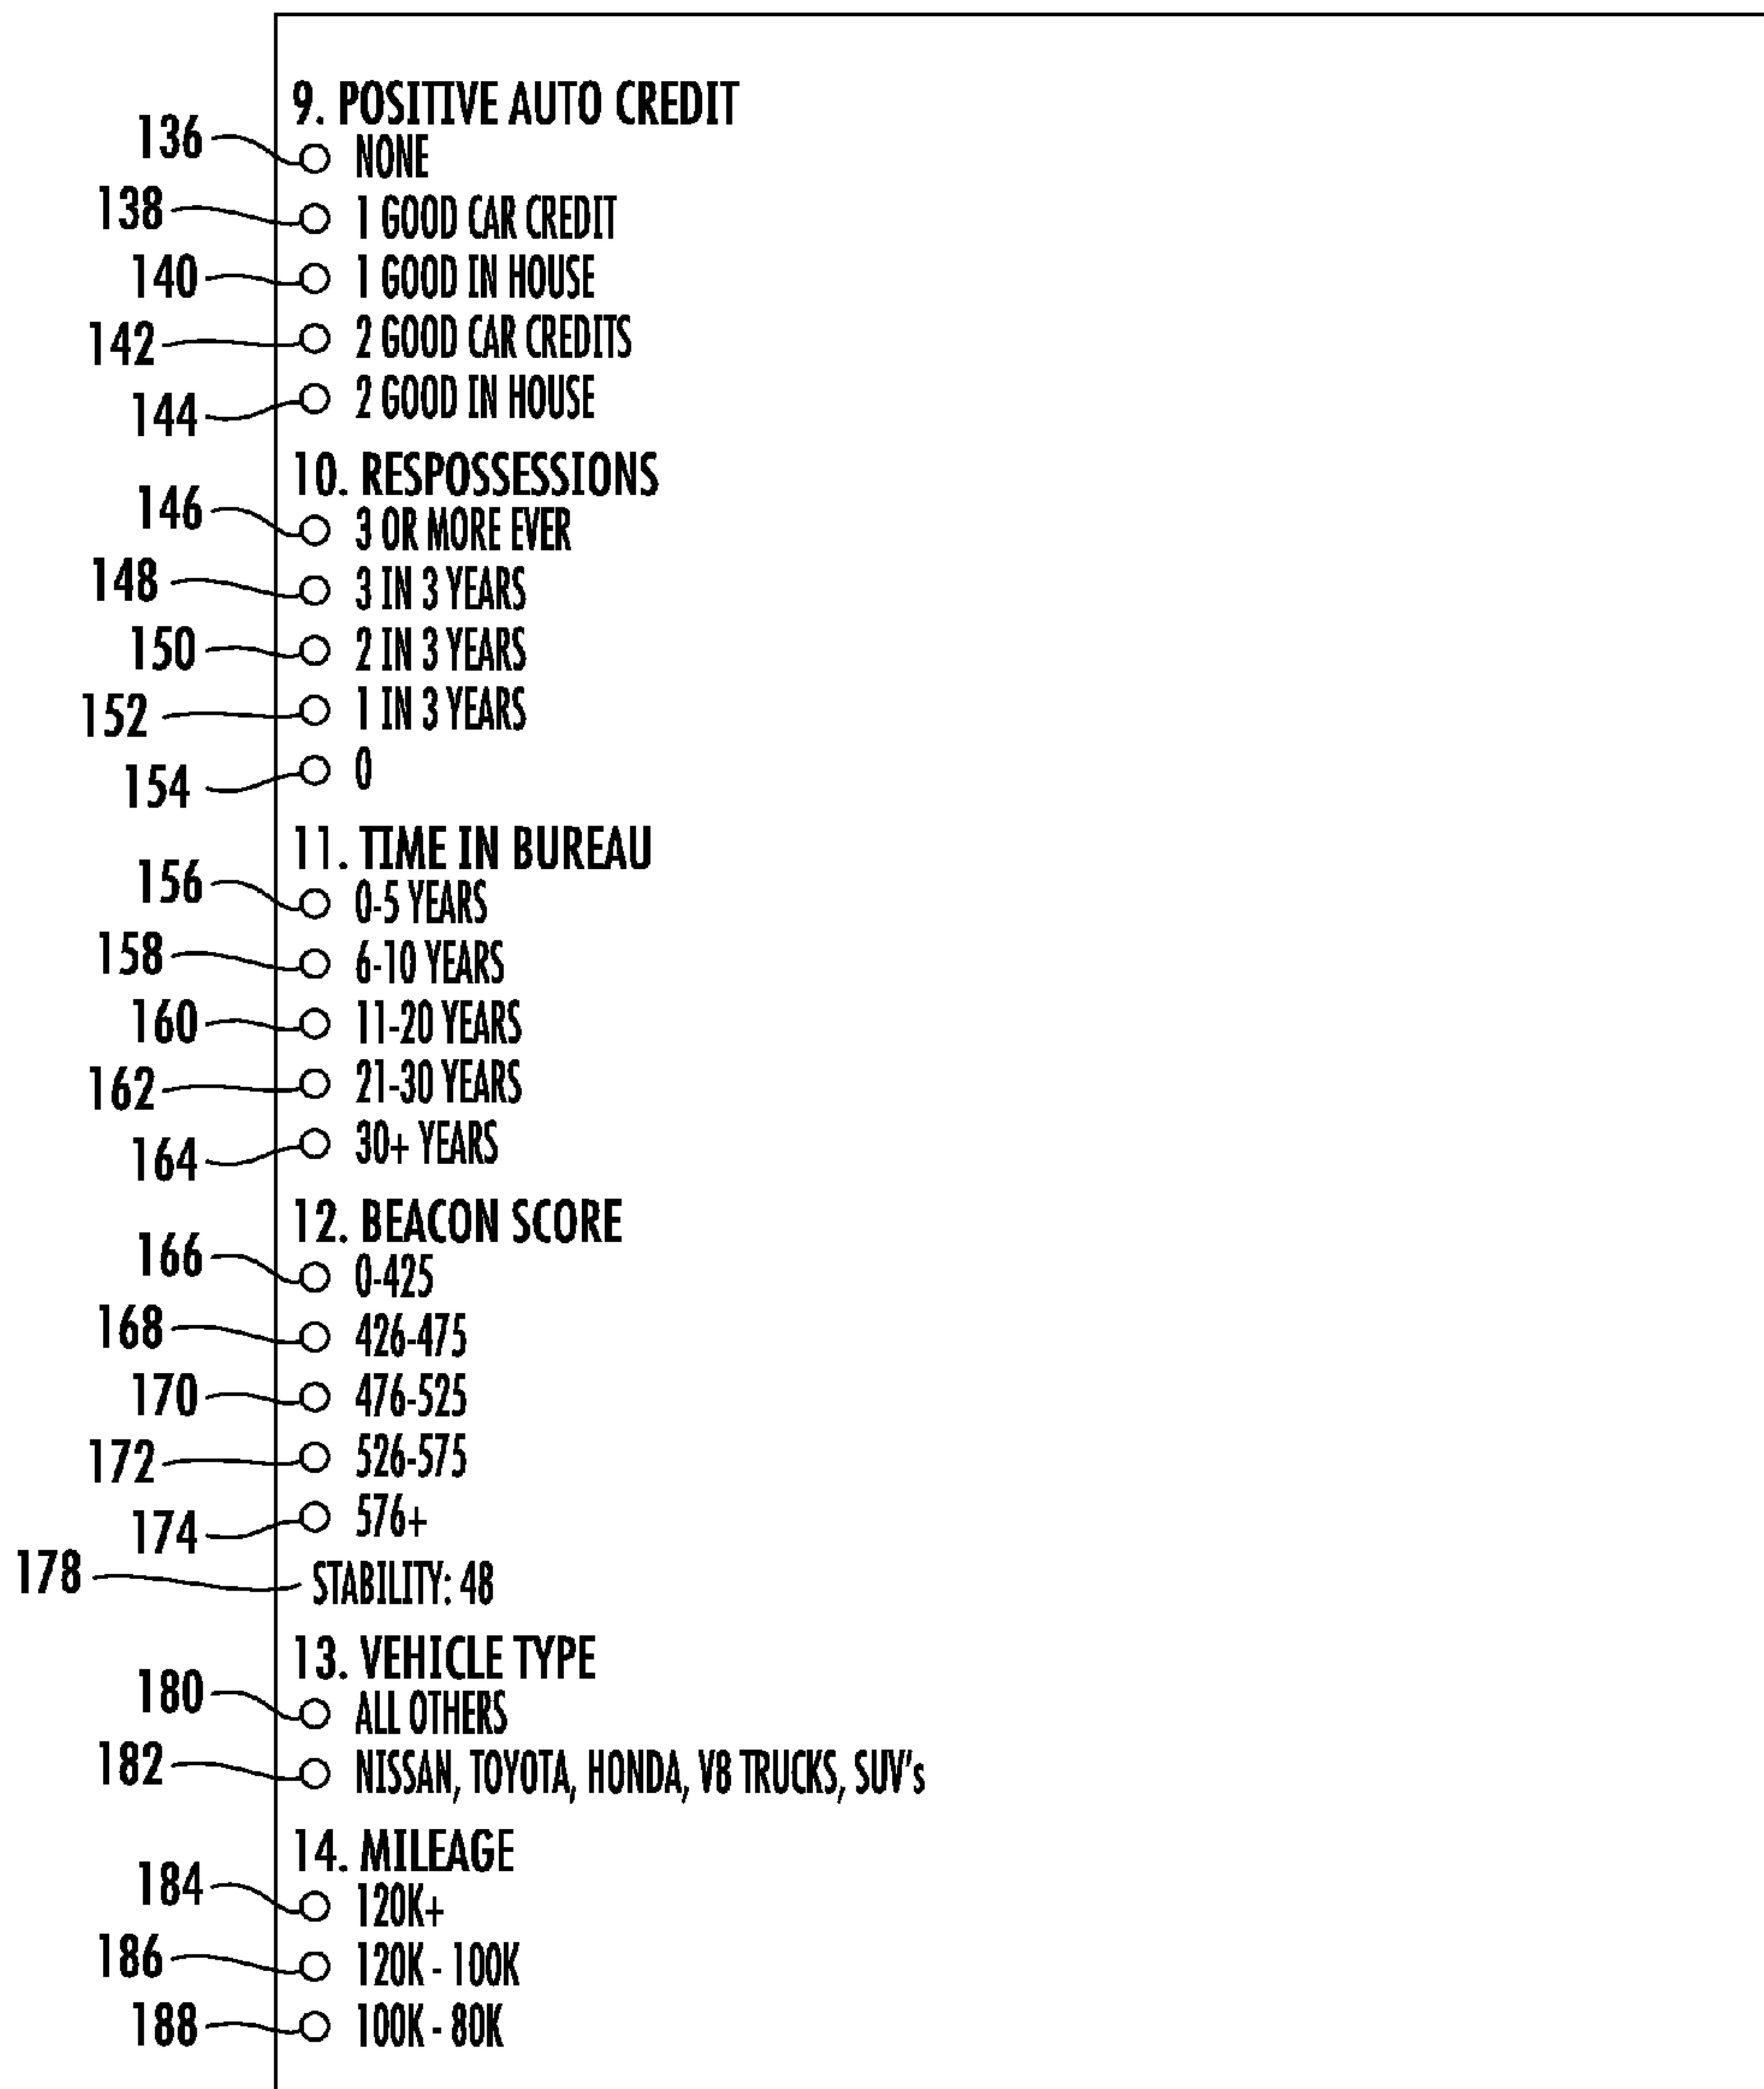 9. POSITIVE AUTO CREDIT
136 NONE
138 1 GOOD CAR CREDIT
140 1 GOOD IN HOUSE
142 2 GOOD CAR CREDITS
144 2 GOOD IN HOUSE
10. RESPOSSESSIONS
146 3 OR MORE EVER
148 3 IN 3 YEARS
150 2 IN 3 YEARS
152 1 IN 3 YEARS
154 0
11. TIME IN BUREAU
156 0-5 YEARS
158 6-10 YEARS
160 11-20 YEARS
162 21-30 YEARS
164 30+ YEARS
12. BEACON SCORE
166 0-425
168 426-475
170 476-525
172 526-575
174 576+
178 STABILITY: 48
13. VEHICLE TYPE
180 ALL OTHERS
182 NISSAN, TOYOTA, HONDA, V8 TRUCKS, SUV's
14. MILEAGE
184 120K+
186 120K - 100K
188 100K - 80K